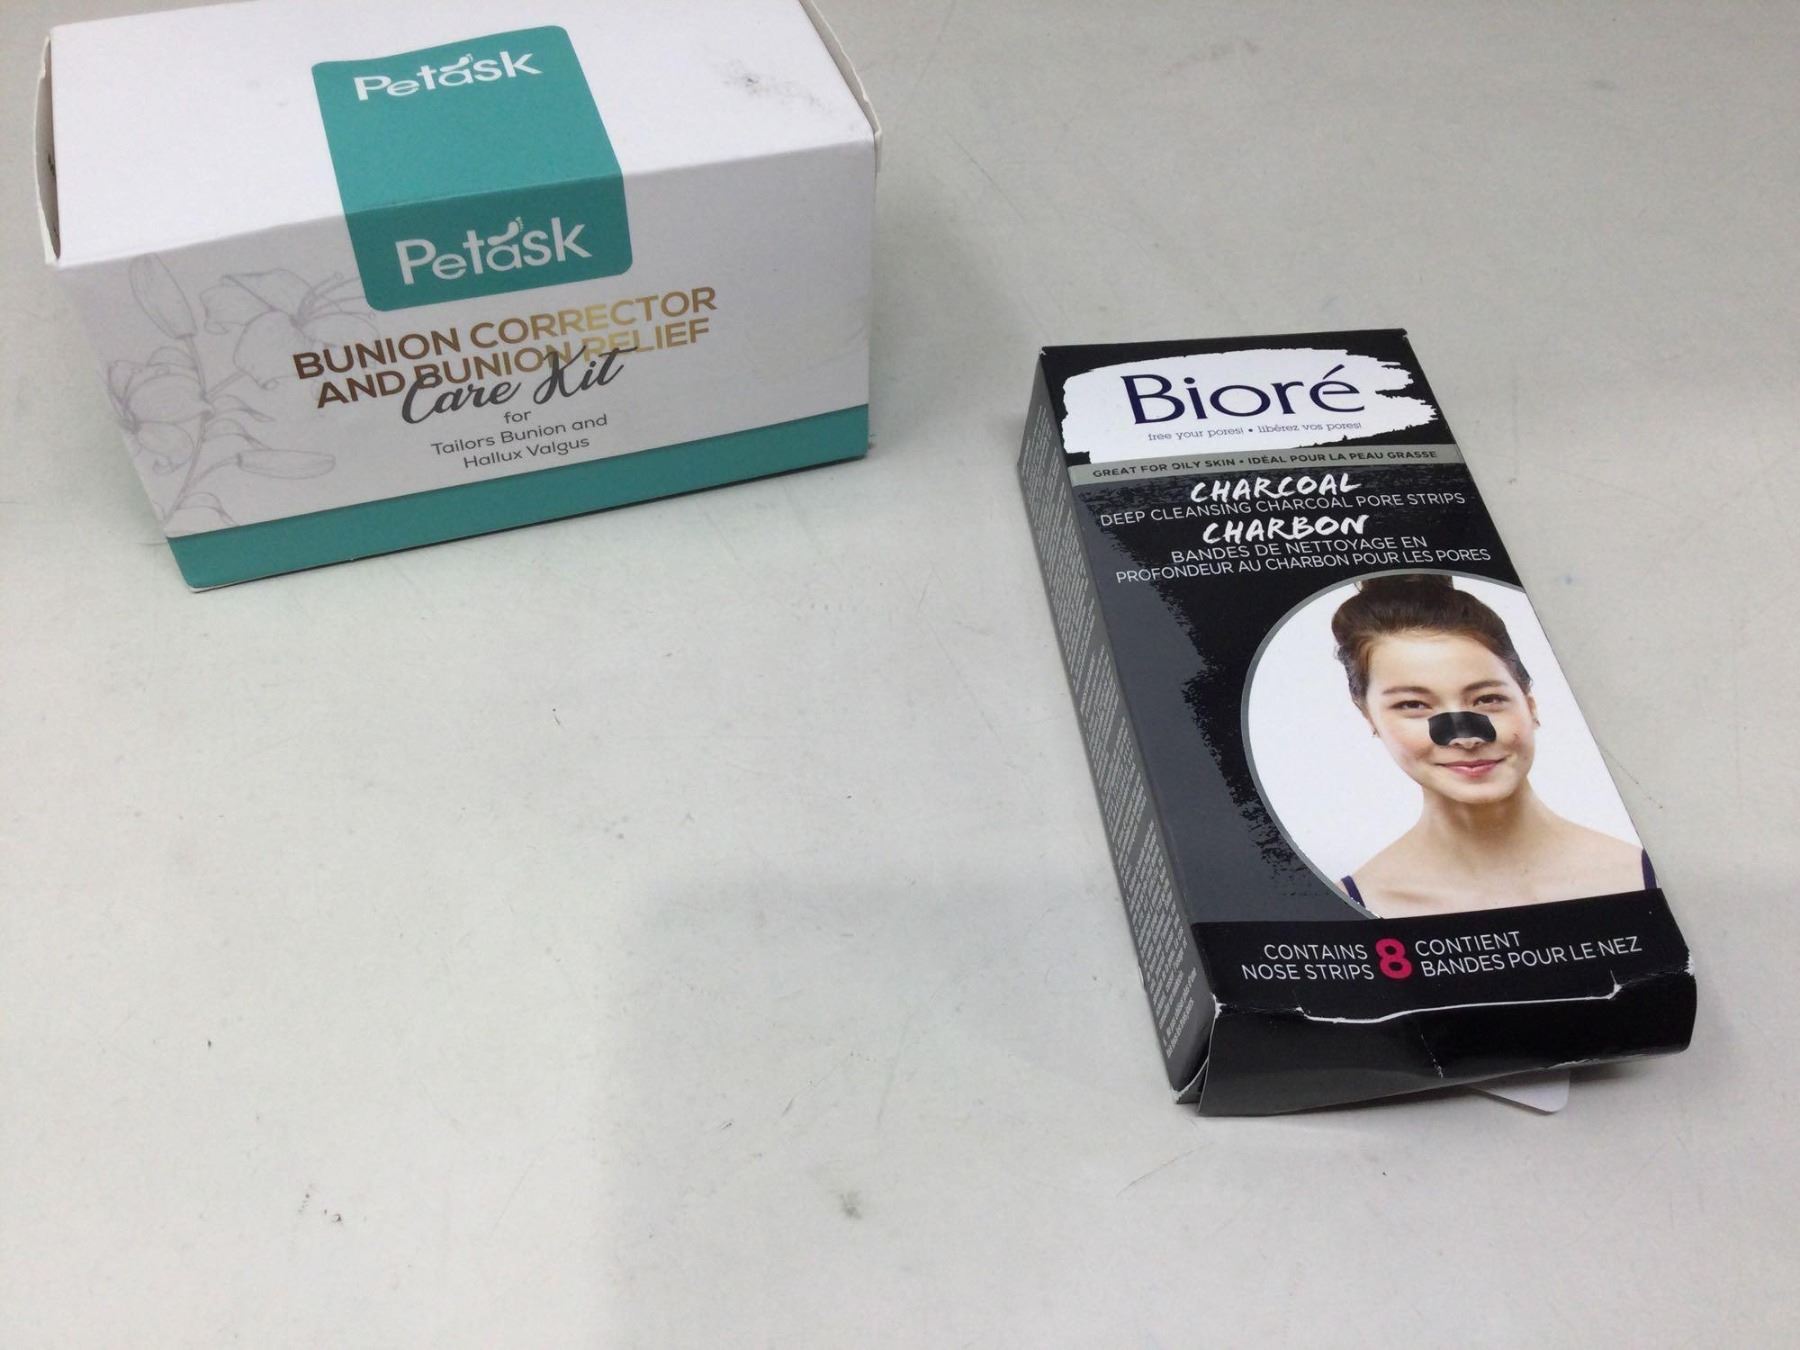 Petask
Petask
BUNION CORRECTOR
AND BUNION RELIEF
Care Kit
for
Tailors Bunion and
Hallux Valgus
Bioré
free your pores! • libérez vos pores!
GREAT FOR OILY SKIN • IDÉAL POUR LA PEAU GRASSE
CHARCOAL
DEEP CLEANSING CHARCOAL PORE STRIPS
CHARBON
BANDES DE NETTOYAGE EN
PROFONDEUR AU CHARBON POUR LES PORES
CONTAINS 8 CONTIENT
NOSE STRIPS BANDES POUR LE NEZ